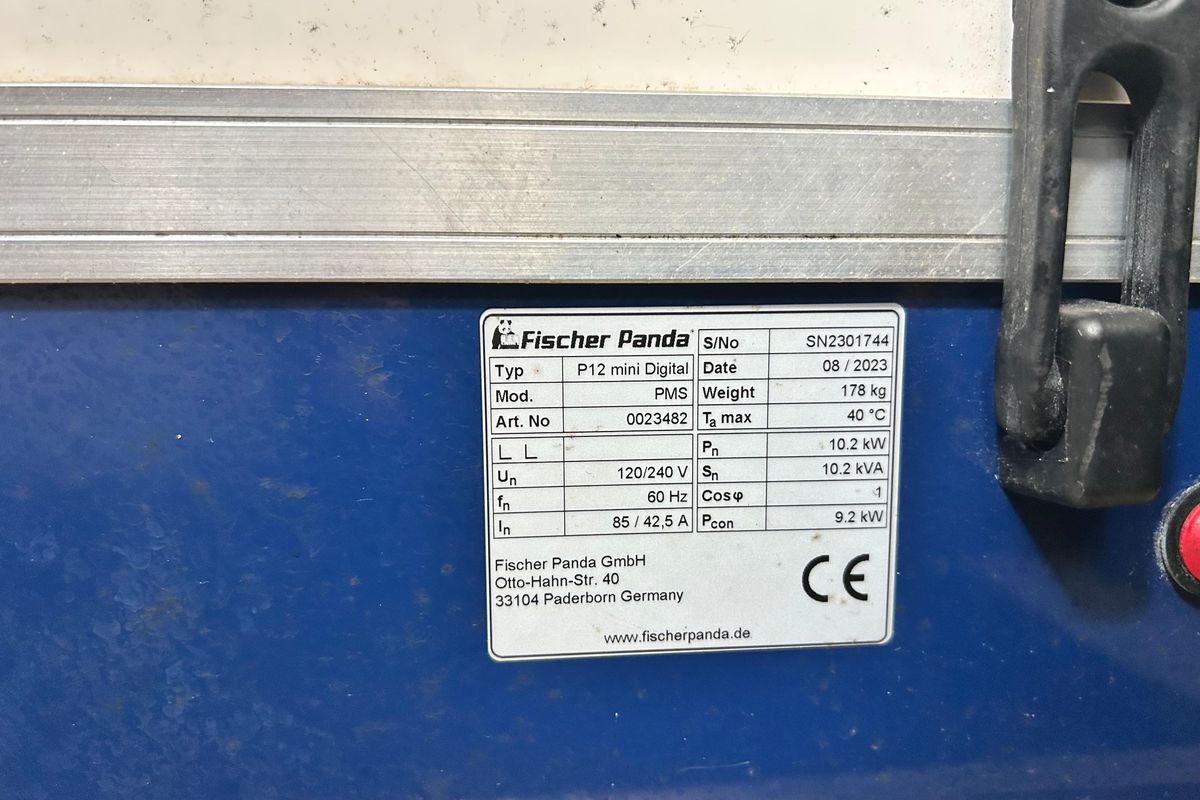 Fischer Panda
Typ P12 mini Digital
Mod. PMS
Art. No 0023482
L L
Un 120/240 V
fn 60 Hz
In 85 / 42,5 A
S/No SN2301744
Date 08 / 2023
Weight 178 kg
Ta max 40 °C
Pn 10.2 kW
Sn 10.2 kVA
Cosφ 1
Pcon 9.2 kW
Fischer Panda GmbH
Otto-Hahn-Str. 40
33104 Paderborn Germany
CE
www.fischerpanda.de